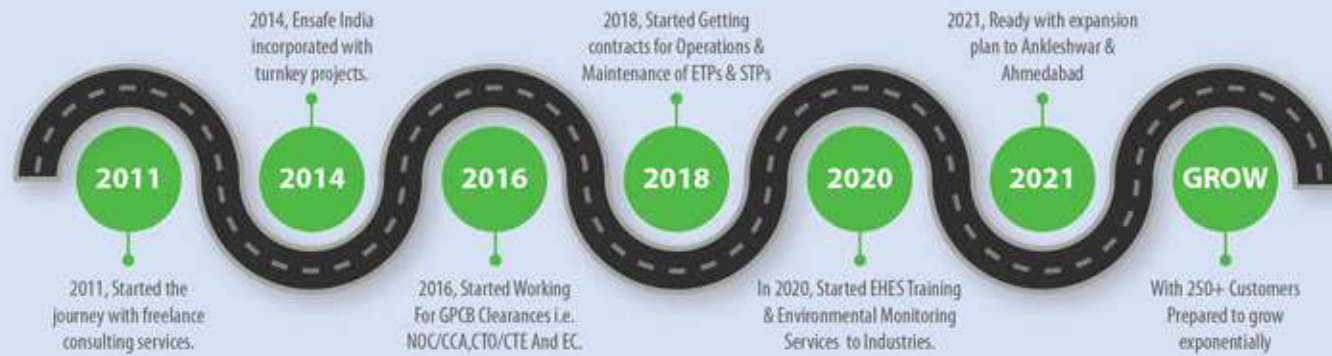 2014, Ensafe India
incorporated with
turnkey projects.
2018, Started Getting
contracts for Operations &
Maintenance of ETPs & STPs
2021, Ready with expansion
plan to Ankleshwar &
Ahmedabad
2011
2014
2016
2018
2020
2021
GROW
2011, Started the
journey with freelance
consulting services.
2016, Started Working
For GPCB Clearances i.e.
NOC/CCA,CTO/CTE And EC.
In 2020, Started EHES Training
& Environmental Monitoring
Services to Industries.
With 250+ Customers
Prepared to grow
exponentially